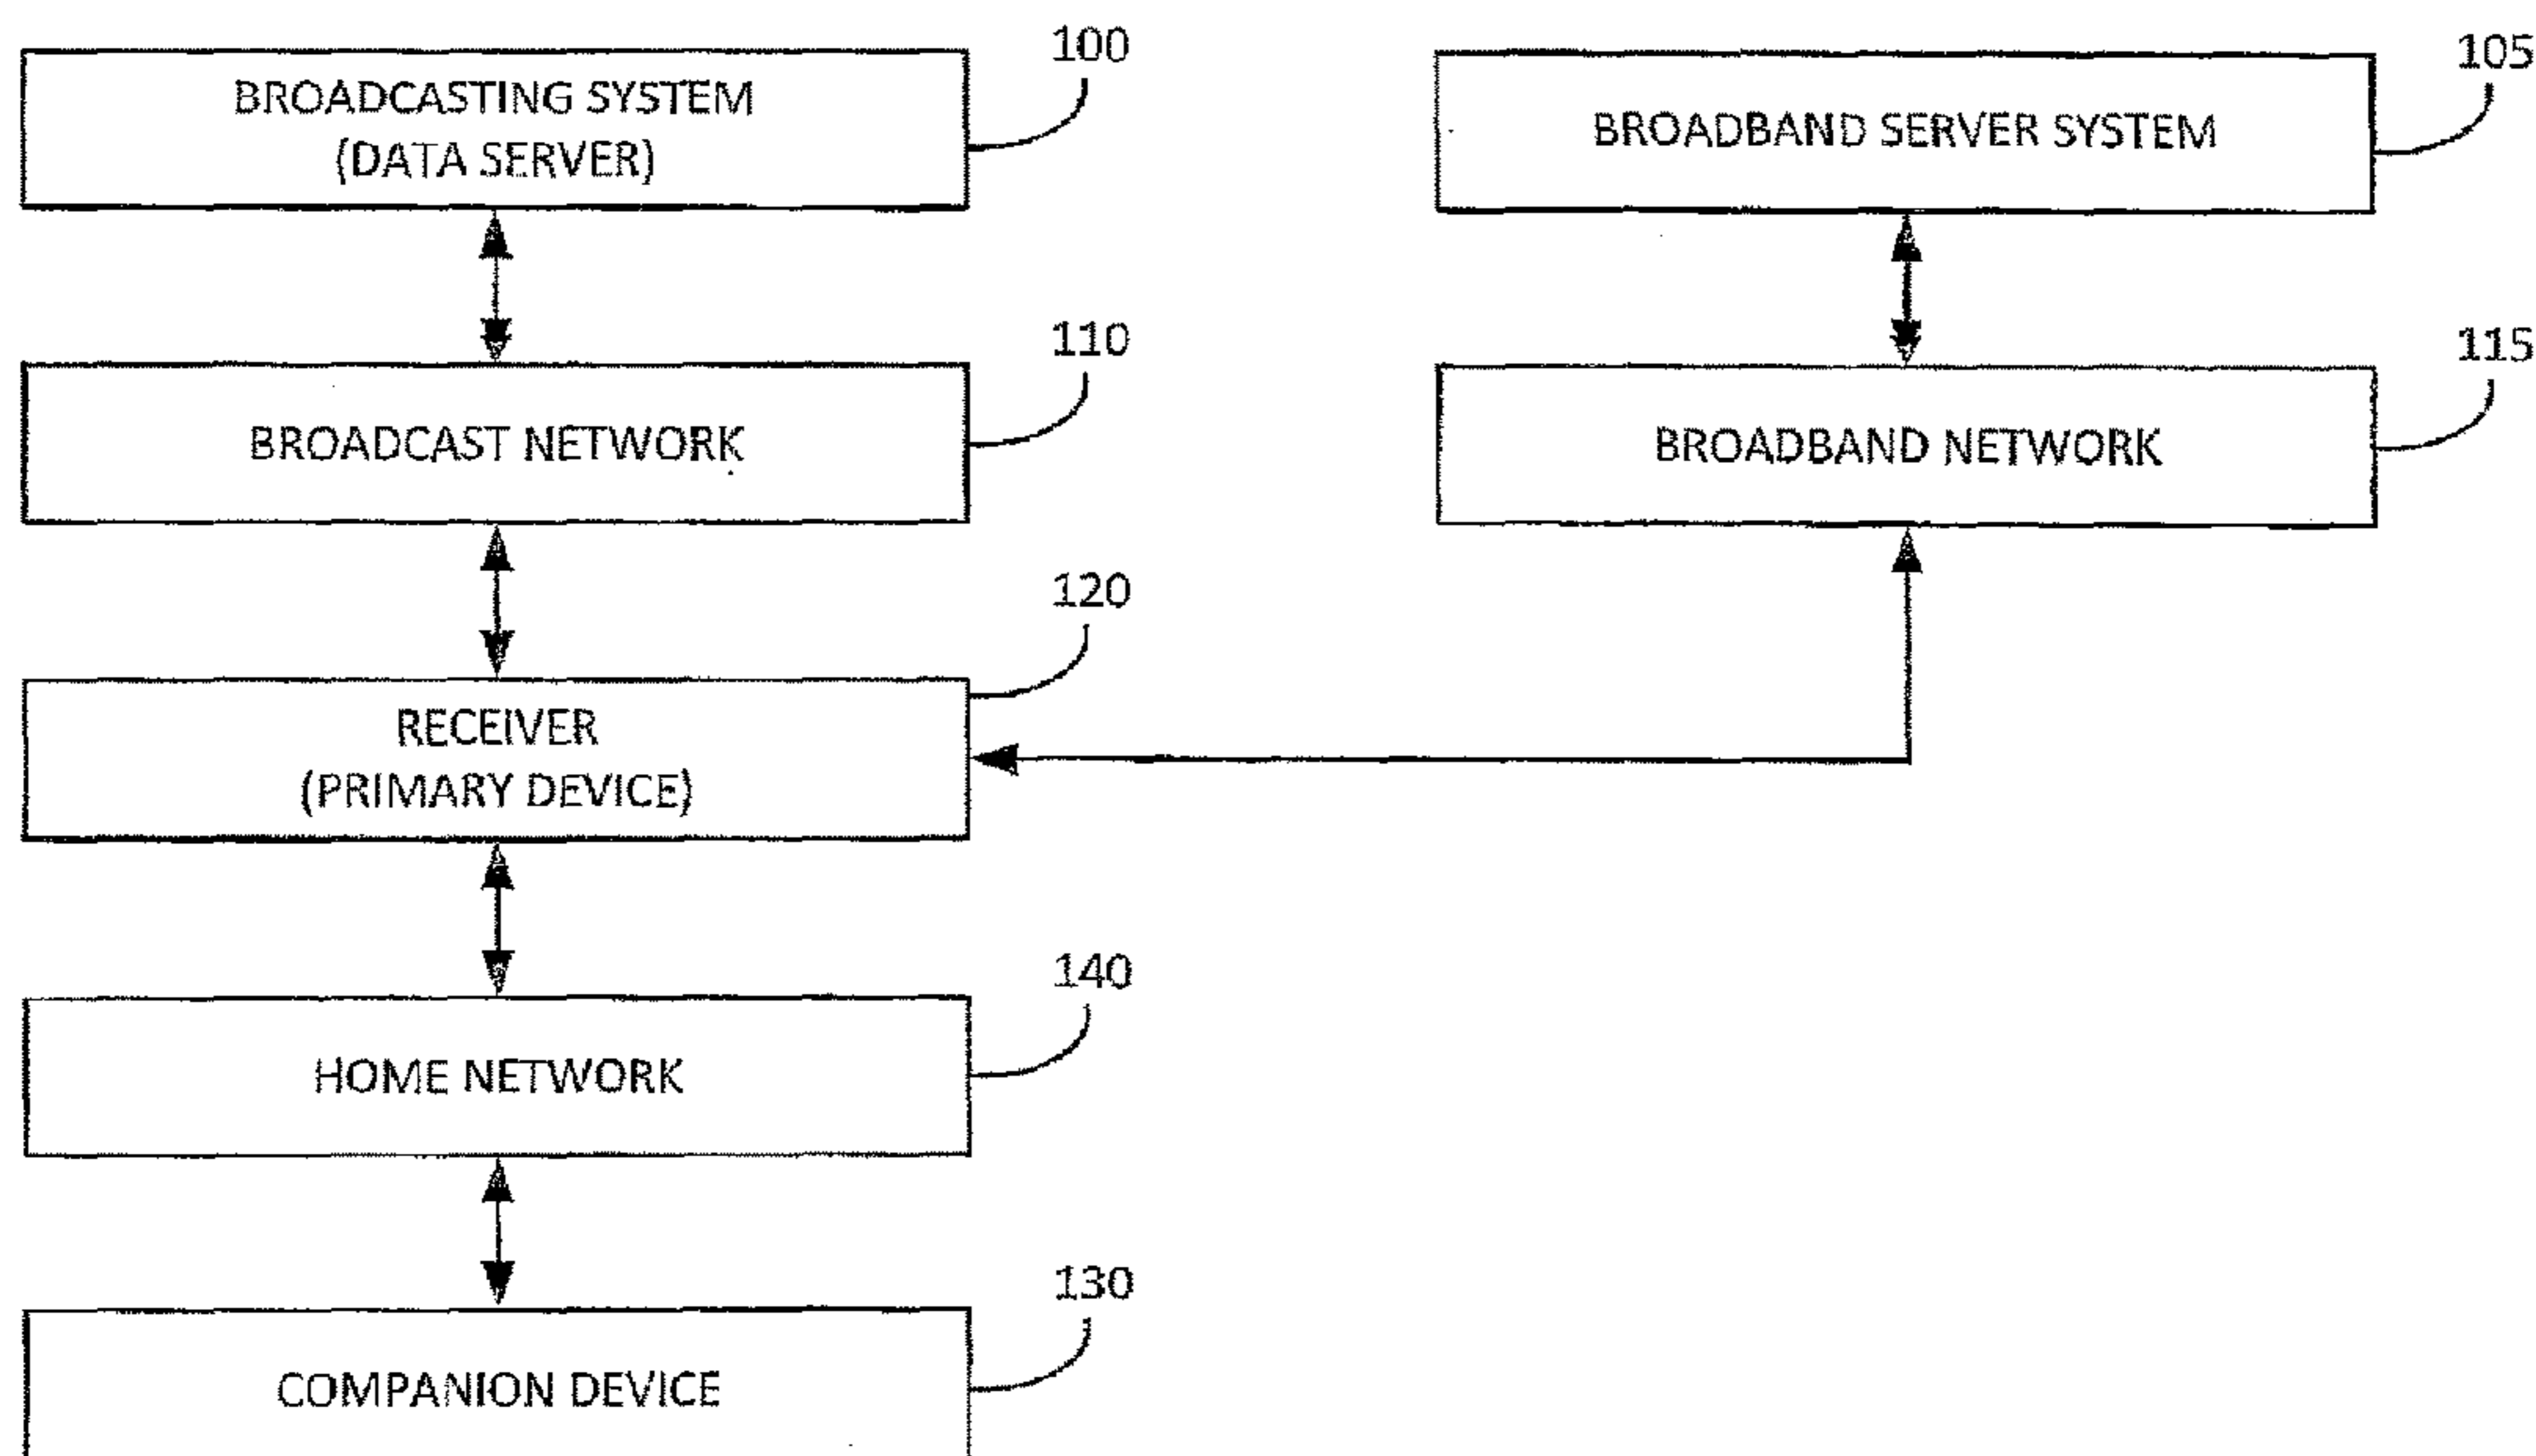 100
BROADCASTING SYSTEM
(DATA SERVER)
105
BROADBAND SERVER SYSTEM
110
BROADCAST NETWORK
115
BROADBAND NETWORK
120
RECEIVER
(PRIMARY DEVICE)
140
HOME NETWORK
130
COMPANION DEVICE